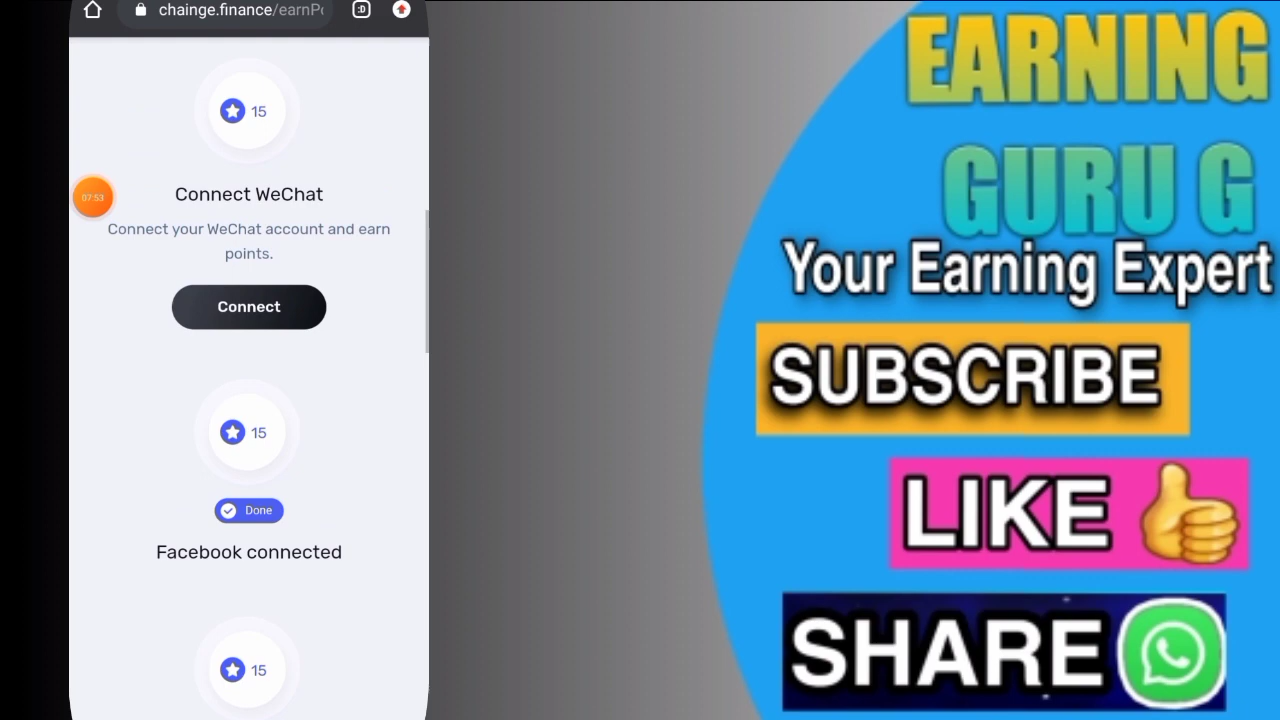 chainge.finance/earnP
:D
15
07:53
Connect WeChat
Connect your WeChat account and earn
points.
Connect
15
Done
Facebook connected
15
EARNING
GURU G
Your Earning Expert
SUBSCRIBE
LIKE
SHARE